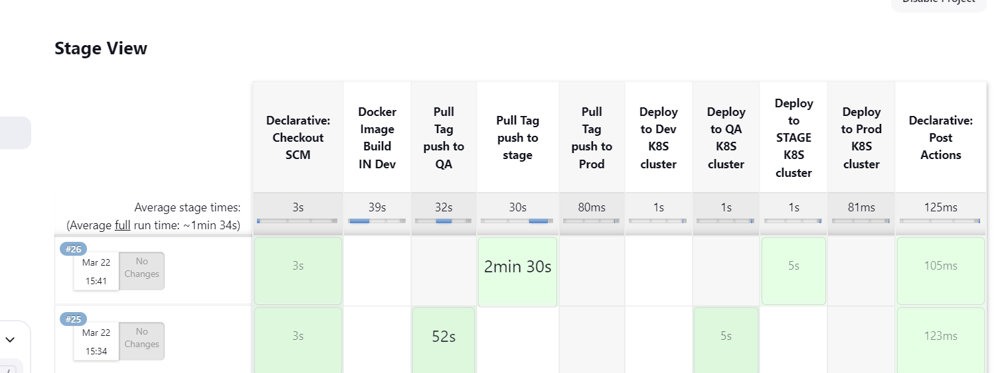 Disable Project
Stage View
Declarative:
Checkout
SCM
Docker
Image
Build
IN Dev
Pull
Tag
push to
QA
Pull Tag
push to
stage
Pull
Tag
push to
Prod
Deploy
to Dev
K8S
cluster
Deploy
to QA
K8S
cluster
Deploy
to
STAGE
K8S
cluster
Deploy
to Prod
K8S
cluster
Declarative:
Post
Actions
Average stage times:
(Average full run time: ~1min 34s)
3s
39s
32s
30s
80ms
1s
1s
1s
81ms
125ms
#26
Mar 22
15:41
No
Changes
3s
2min 30s
5s
105ms
#25
Mar 22
15:34
No
Changes
3s
52s
5s
123ms